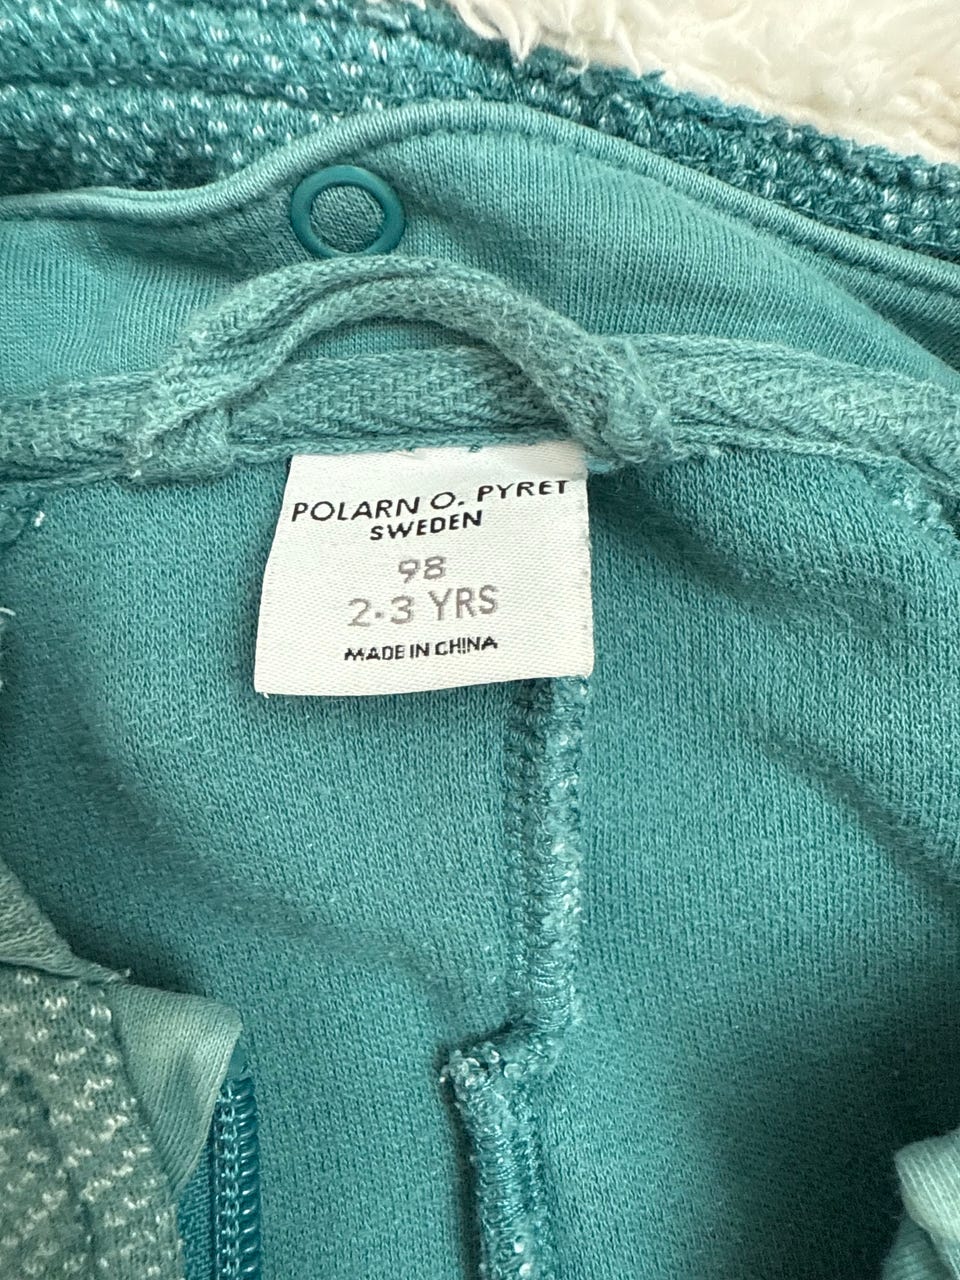 POLARN O. PYRET
SWEDEN
98
2-3 YRS
MADE IN CHINA